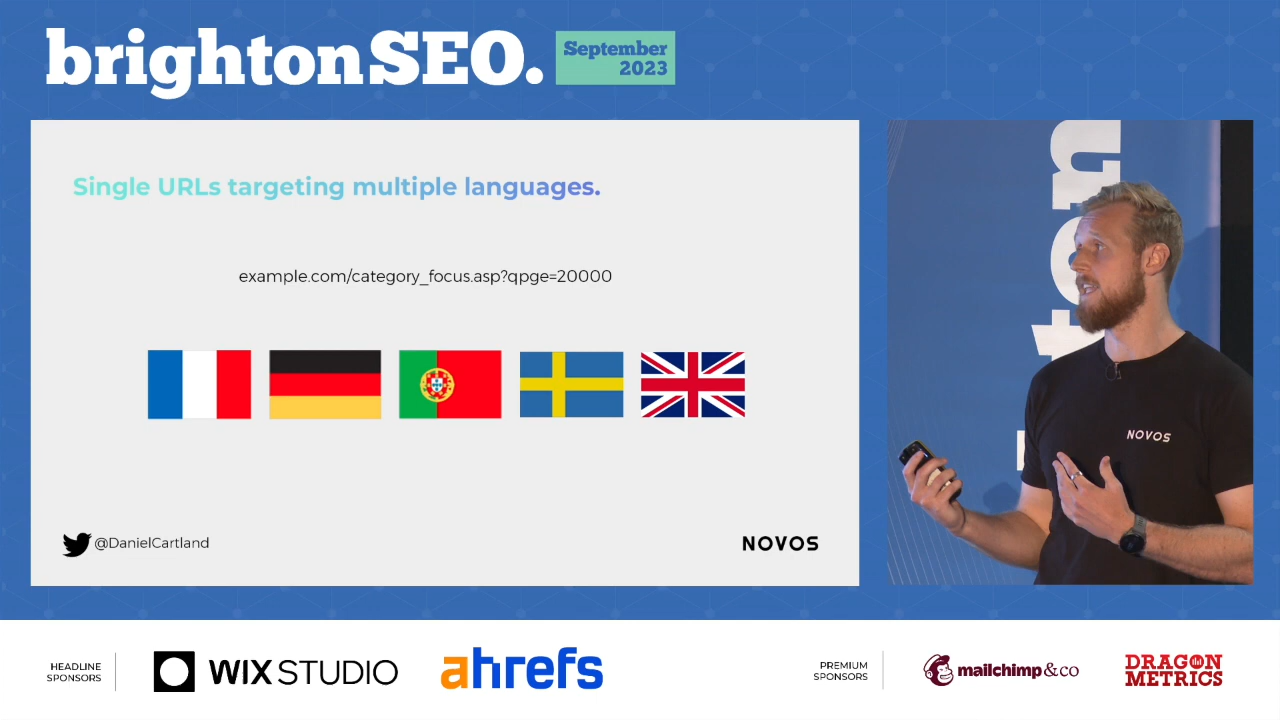 brightonSEO.
September
2023
Single URLs targeting multiple languages.
example.com/category_focus.asp?qpge=20000
@DanielCartland
NOVOS
NOVOS
HEADLINE
SPONSORS
WIX STUDIO
ahrefs
PREMIUM
SPONSORS
mailchimp&co
DRAGON
METRICS